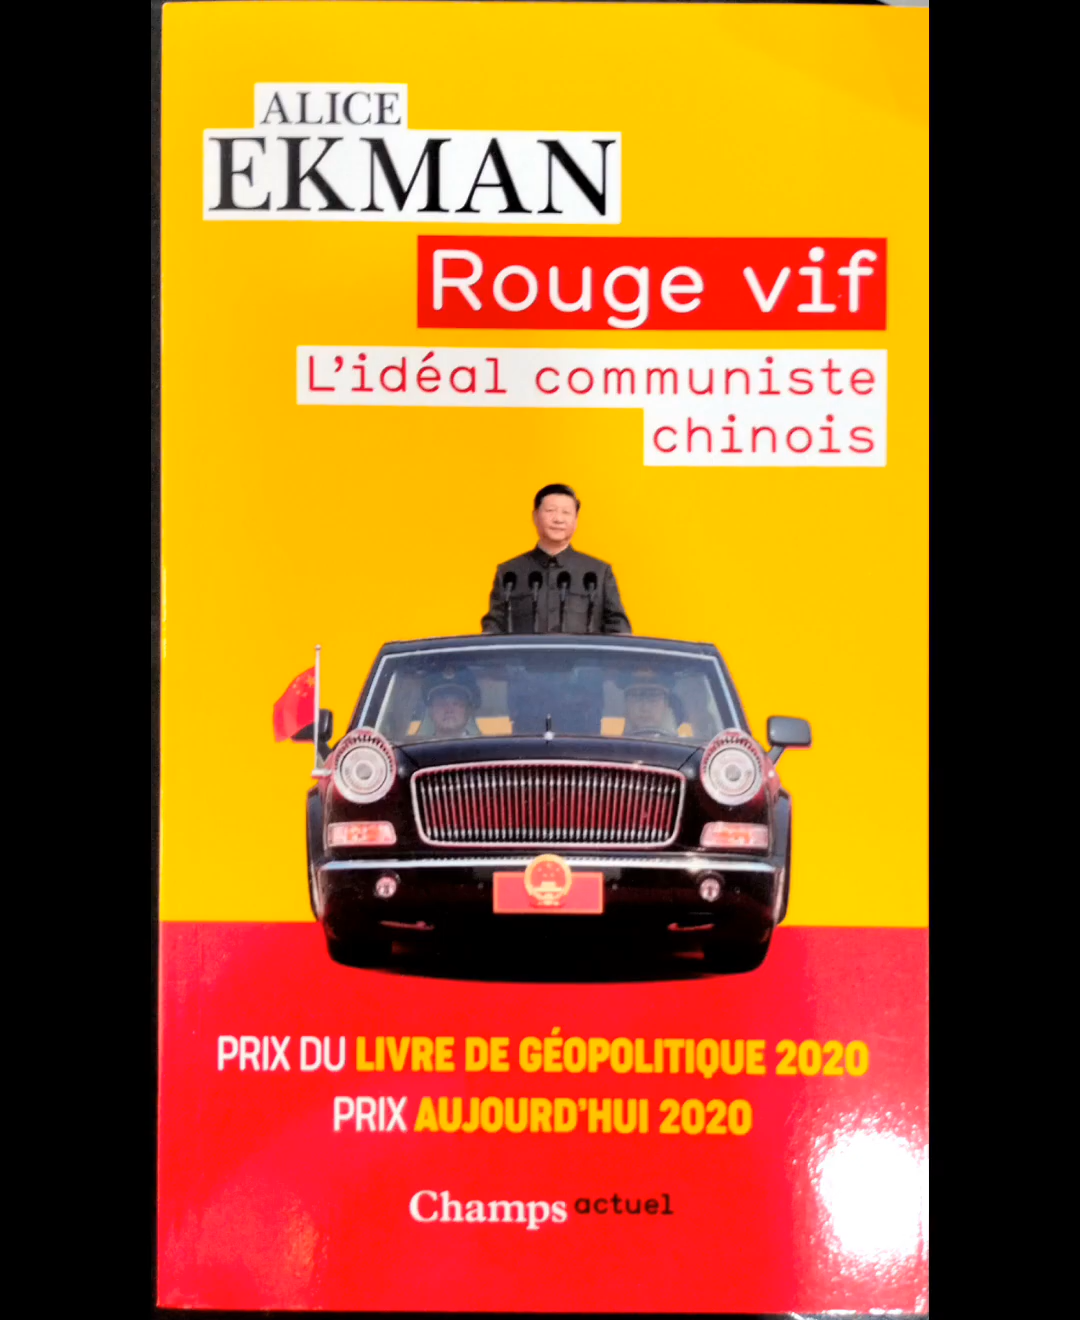 ALICE
EKMAN
Rouge vif
L'idéal communiste
chinois
PRIX DU LIVRE DE GÉOPOLITIQUE 2020
PRIX AUJOURD'HUI 2020
Champs actuel